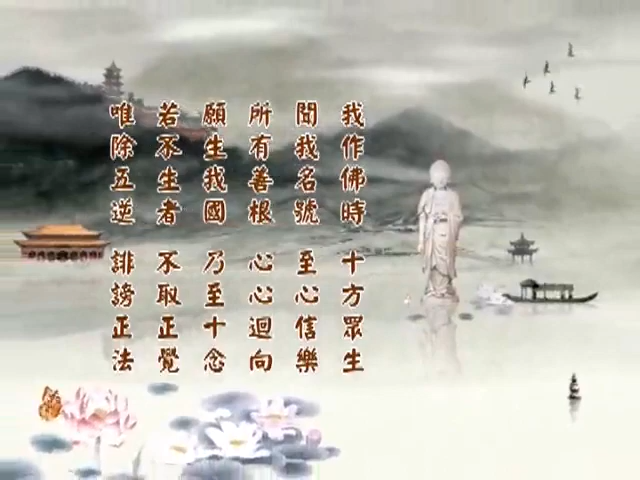 我作佛時 十方眾生
聞我名號 至心信樂
所有善根 心心迴向
願生我國 乃至十念
若不生者 不取正覺
唯除五逆 誹謗正法